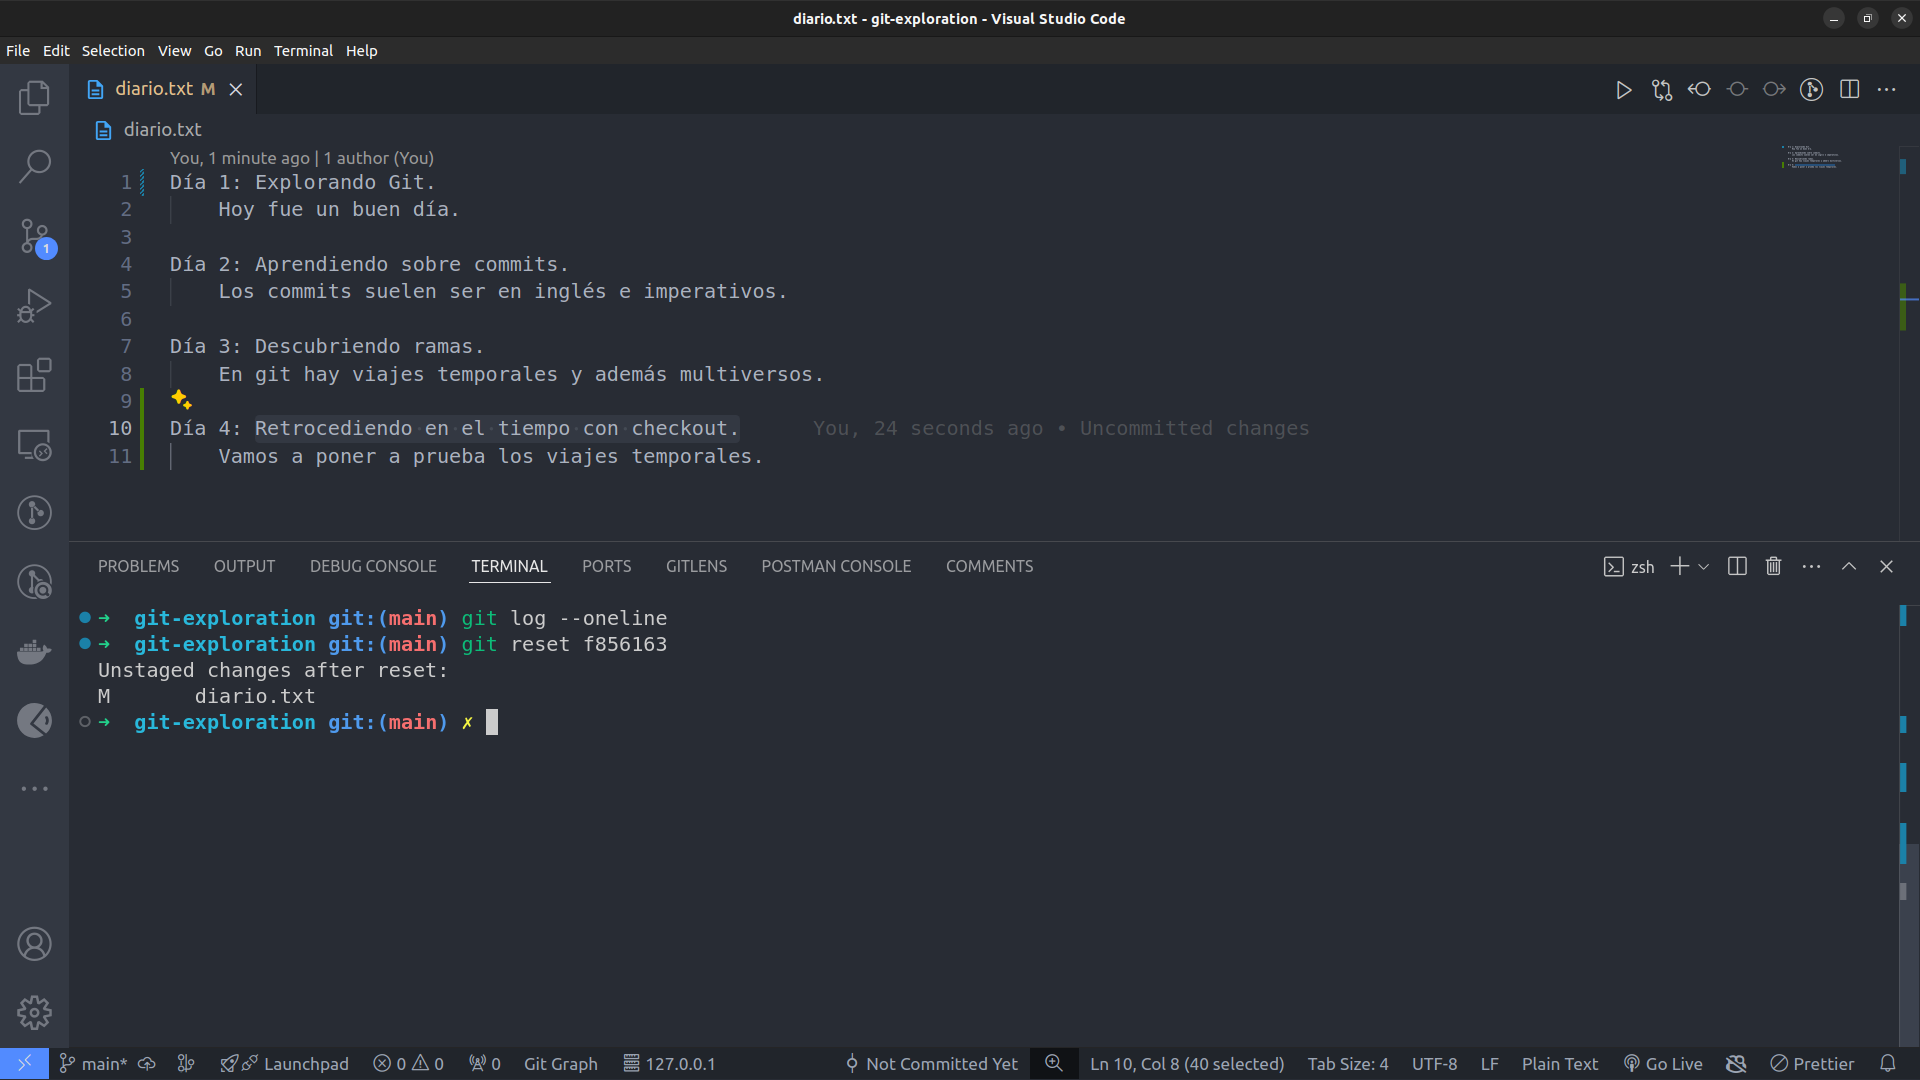 diario.txt - git-exploration - Visual Studio Code
File Edit Selection View Go Run Terminal Help
diario.txt M
diario.txt
You, 1 minute ago | 1 author (You)
1 Día 1: Explorando Git.
2 Hoy fue un buen día.
3
4 Día 2: Aprendiendo sobre commits.
5 Los commits suelen ser en inglés e imperativos.
6
7 Día 3: Descubriendo ramas.
8 En git hay viajes temporales y además multiversos.
9
10 Día 4: Retrocediendo en el tiempo con checkout. You, 24 seconds ago • Uncommitted changes
11 Vamos a poner a prueba los viajes temporales.
1
PROBLEMS OUTPUT DEBUG CONSOLE TERMINAL PORTS GITLENS POSTMAN CONSOLE COMMENTS zsh
➜ git-exploration git:(main) git log --oneline
➜ git-exploration git:(main) git reset f856163
Unstaged changes after reset:
M diario.txt
➜ git-exploration git:(main) ✗
main* Launchpad 0 0 0 Git Graph 127.0.0.1 Not Committed Yet Ln 10, Col 8 (40 selected) Tab Size: 4 UTF-8 LF Plain Text Go Live Prettier